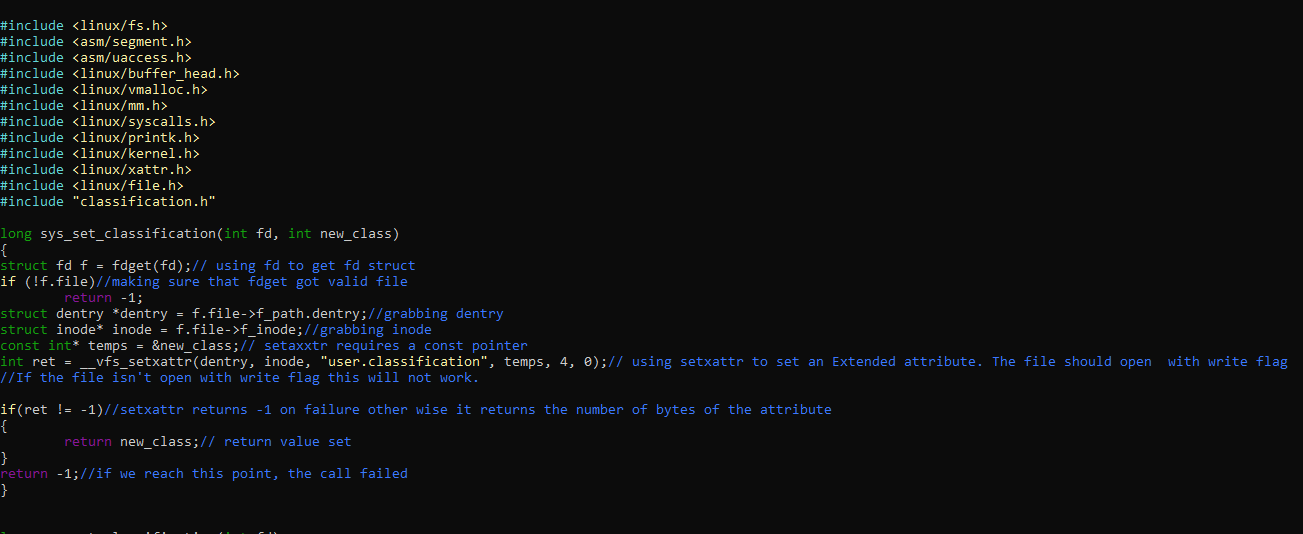 #include <linux/fs.h>
#include <asm/segment.h>
#include <asm/uaccess.h>
#include <linux/buffer_head.h>
#include <linux/vmalloc.h>
#include <linux/mm.h>
#include <linux/syscalls.h>
#include <linux/printk.h>
#include <linux/kernel.h>
#include <linux/xattr.h>
#include <linux/file.h>
#include "classification.h"

long sys_set_classification(int fd, int new_class)
{
struct fd f = fdget(fd);// using fd to get fd struct
if (!f.file)//making sure that fdget got valid file
        return -1;
struct dentry *dentry = f.file->f_path.dentry;//grabbing dentry
struct inode* inode = f.file->f_inode;//grabbing inode
const int* temps = &new_class;// setaxxtr requires a const pointer
int ret = __vfs_setxattr(dentry, inode, "user.classification", temps, 4, 0);// using setxattr to set an Extended attribute. The file should open  with write flag
//If the file isn't open with write flag this will not work.

if(ret != -1)//setxattr returns -1 on failure other wise it returns the number of bytes of the attribute
{
        return new_class;// return value set
}
return -1;//if we reach this point, the call failed
}